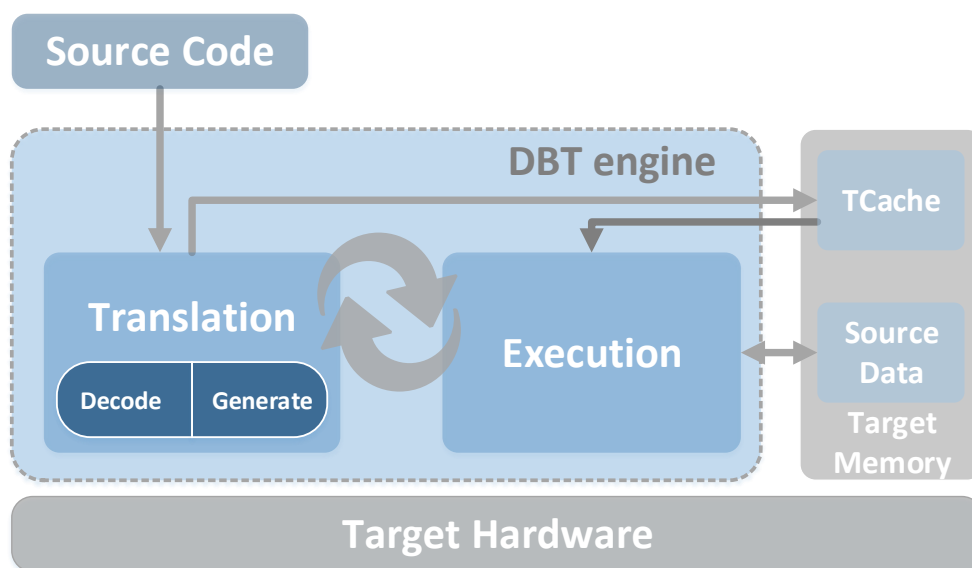 Source Code
DBT engine
TCache
Translation
Decode
Generate
Execution
Source
Data
Target
Memory
Target Hardware